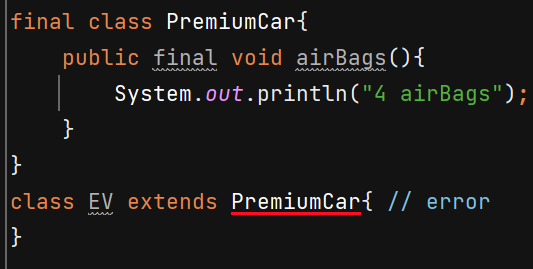 final class PremiumCar{
    public final void airBags(){
        System.out.println("4 airBags");
    }
}
class EV extends PremiumCar{ // error
}